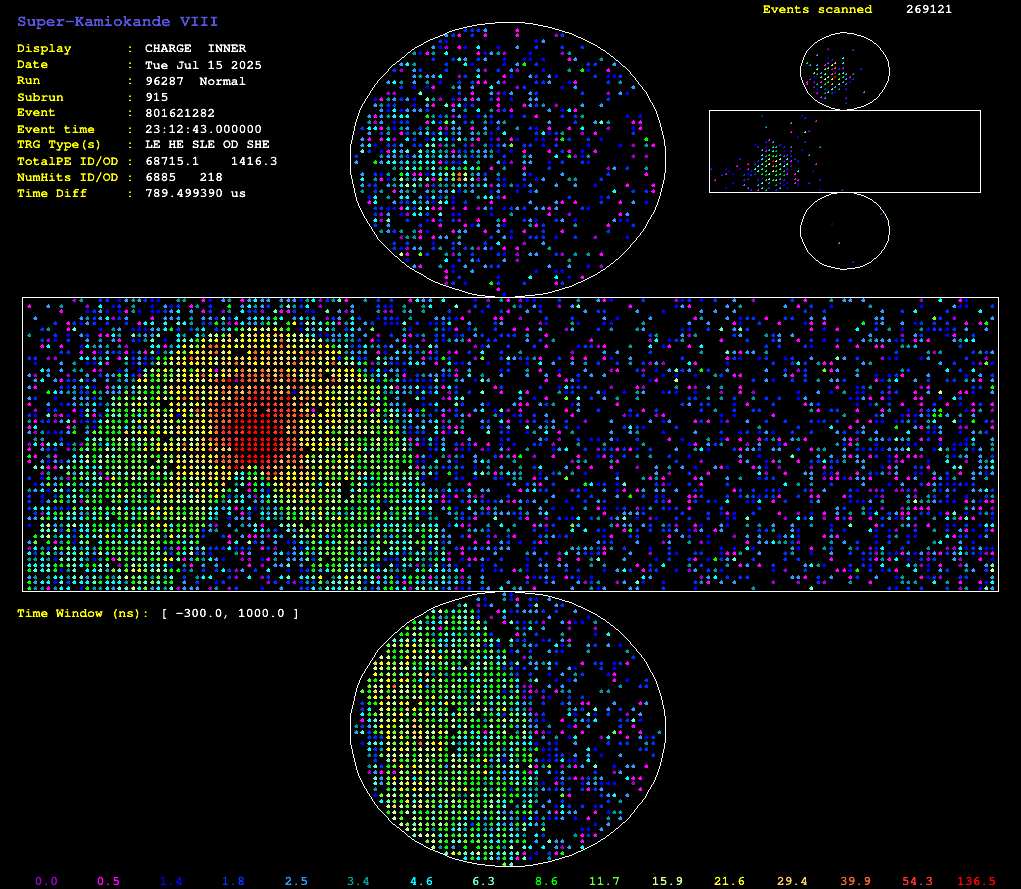 Super-Kamiokande VIII
Events scanned 269121
Display : CHARGE INNER
Date : Tue Jul 15 2025
Run : 96287 Normal
Subrun : 915
Event : 801621282
Event time : 23:12:43.000000
TRG Type(s) : LE HE SLE OD SHE
TotalPE ID/OD : 68715.1 1416.3
NumHits ID/OD : 6885 218
Time Diff : 789.499390 us
Time Window (ns): [ -300.0, 1000.0 ]
0.0 0.5 1.4 1.8 2.5 3.4 4.6 6.3 8.6 11.7 15.9 21.6 29.4 39.9 54.3 136.5